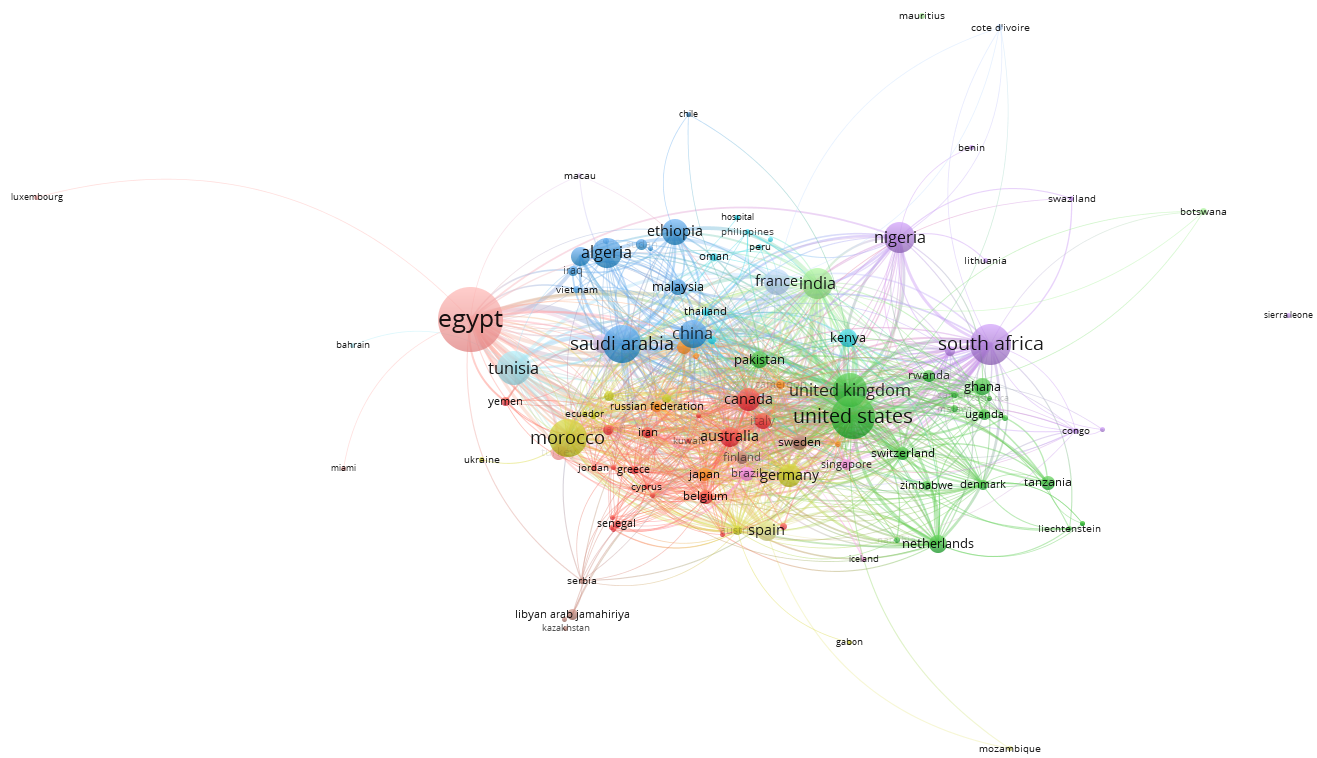 mauritius
cote d'ivoire
chile
benin
macau
luxembourg
swaziland
botswana
hospital
ethiopia
philippines
nigeria
peru
algeria
oman
lithuania
iraq
viet nam
malaysia
france
india
thailand
sierra leone
egypt
china
kenya
saudi arabia
south africa
bahrain
pakistan
tunisia
rwanda
ghana
united kingdom
canada
yemen
russian federation
ecuador
united states
uganda
italy
iran
australia
morocco
kuwait
sweden
congo
switzerland
finland
ukraine
singapore
miami
jordan
greece
japan
brazil
germany
cyprus
zimbabwe
denmark
tanzania
belgium
senegal
spain
liechtenstein
netherlands
iceland
serbia
libyan arab jamahiriya
kazakhstan
gabon
mozambique